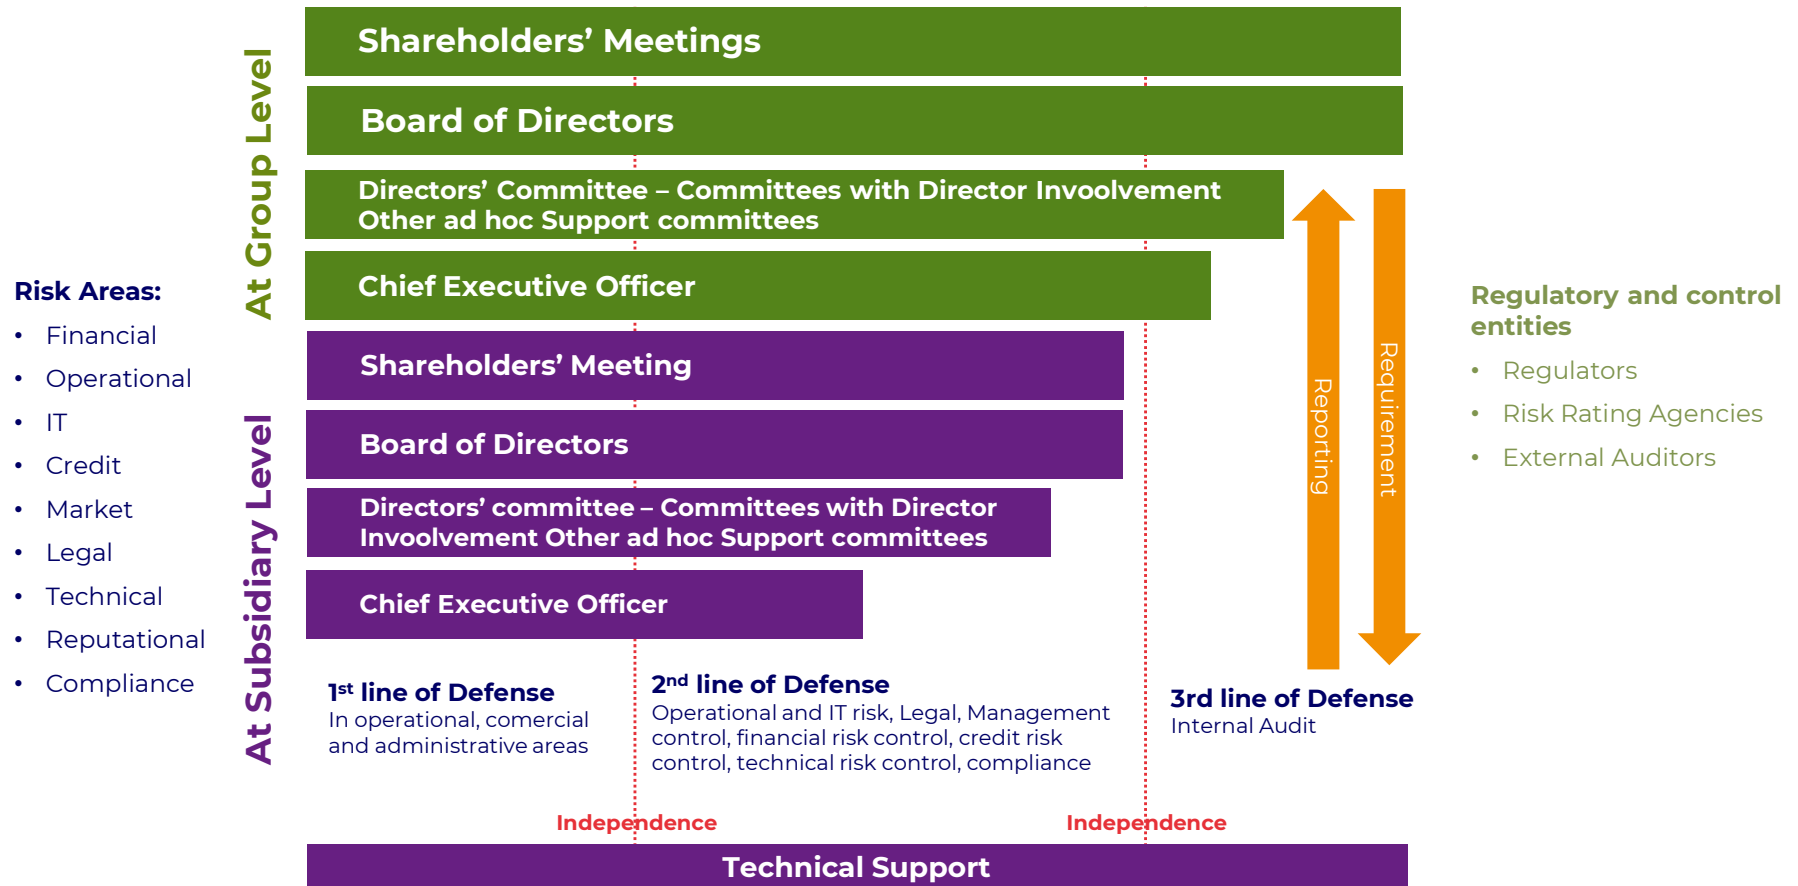 Shareholders’ Meetings
Board of Directors
Directors’ Committee – Committees with Director Invoolvement
Other ad hoc Support committees
Chief Executive Officer
At Group Level
Shareholders’ Meeting
Board of Directors
Directors’ committee – Committees with Director
Invoolvement Other ad hoc Support committees
Chief Executive Officer
At Subsidiary Level
Risk Areas:
• Financial
• Operational
• IT
• Credit
• Market
• Legal
• Technical
• Reputational
• Compliance
Reporting
Requirement
Regulatory and control
entities
• Regulators
• Risk Rating Agencies
• External Auditors
1st line of Defense
In operational, comercial
and administrative areas
2nd line of Defense
Operational and IT risk, Legal, Management
control, financial risk control, credit risk
control, technical risk control, compliance
3rd line of Defense
Internal Audit
Independence
Independence
Technical Support